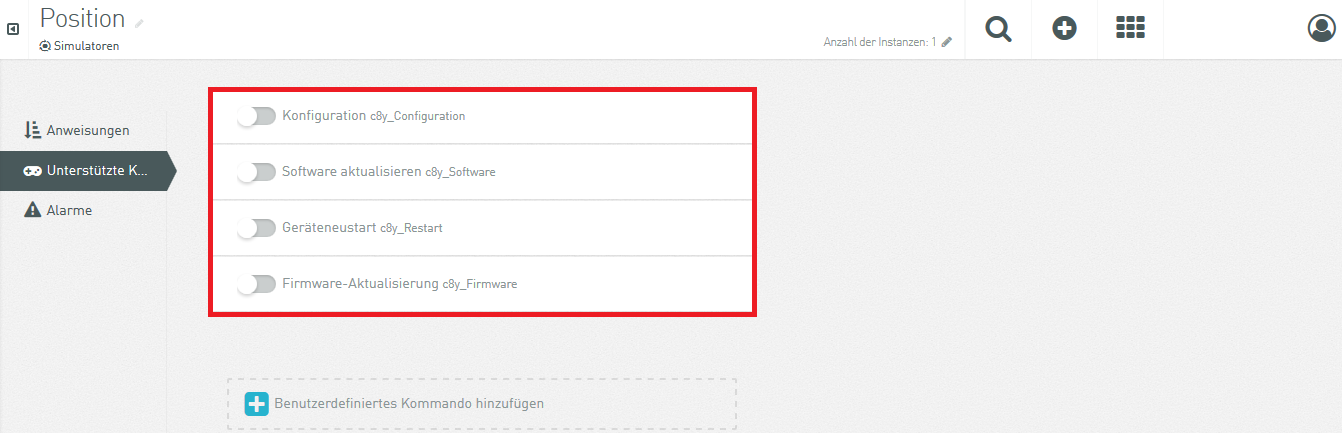 Position
Simulatoren
Anzahl der Instanzen: 1
Anweisungen
Unterstützte K...
Alarme
Konfiguration c8y_Configuration
Software aktualisieren c8y_Software
Geräteneustart c8y_Restart
Firmware-Aktualisierung c8y_Firmware
Benutzerdefiniertes Kommando hinzufügen